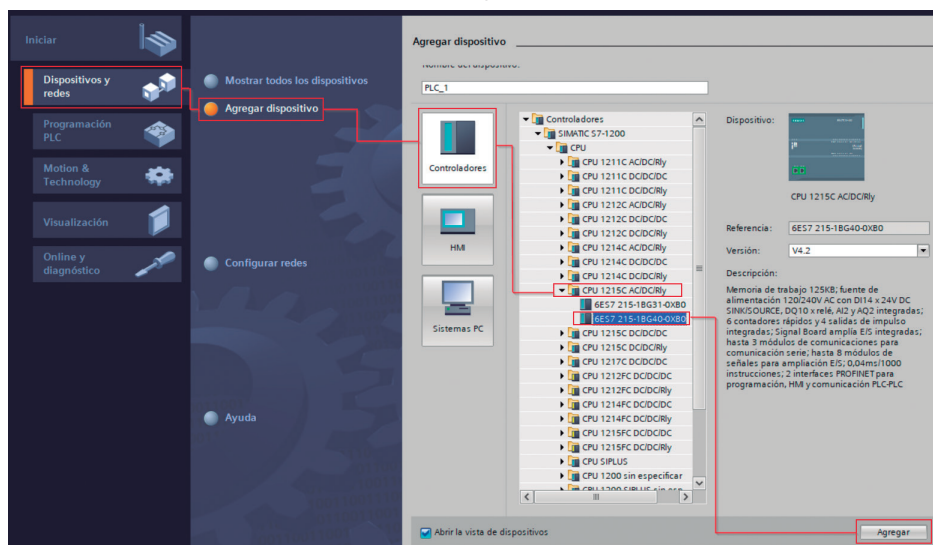 Iniciar
Dispositivos y
redes
Programación
PLC
Motion &
Technology
Visualización
Online y
diagnóstico
Mostrar todos los dispositivos
Agregar dispositivo
Configurar redes
Ayuda
Agregar dispositivo
Nombre del dispositivo:
PLC_1
Controladores
HMI
Sistemas PC
Controladores
SIMATIC S7-1200
CPU
CPU 1211C AC/DC/Rly
CPU 1211C DC/DC/DC
CPU 1211C DC/DC/Rly
CPU 1212C AC/DC/Rly
CPU 1212C DC/DC/DC
CPU 1212C DC/DC/Rly
CPU 1214C AC/DC/Rly
CPU 1214C DC/DC/DC
CPU 1214C DC/DC/Rly
CPU 1215C AC/DC/Rly
6ES7 215-1BG31-0XB0
6ES7 215-1BG40-0XB0
CPU 1215C DC/DC/DC
CPU 1215C DC/DC/Rly
CPU 1217C DC/DC/DC
CPU 1212FC DC/DC/DC
CPU 1212FC DC/DC/Rly
CPU 1214FC DC/DC/DC
CPU 1214FC DC/DC/Rly
CPU 1215FC DC/DC/DC
CPU 1215FC DC/DC/Rly
CPU SIPLUS
CPU 1200 sin especificar
CPU 1200 SIPLUS sin esp
Dispositivo:
CPU 1215C AC/DC/Rly
Referencia:
6ES7 215-1BG40-0XB0
Versión:
V4.2
Descripción:
Memoria de trabajo 125KB; fuente de
alimentación 120/240V AC con DI14 x 24V DC
SINK/SOURCE, DQ10 x relé, AI2 y AQ2 integradas;
6 contadores rápidos y 4 salidas de impulso
integradas; Signal Board amplía E/S integradas;
hasta 3 módulos de comunicaciones para
comunicación serie; hasta 8 módulos de
señales para ampliación E/S; 0,04ms/1000
instrucciones; 2 interfaces PROFINET para
programación, HMI y comunicación PLC-PLC
Abrir la vista de dispositivos
Agregar